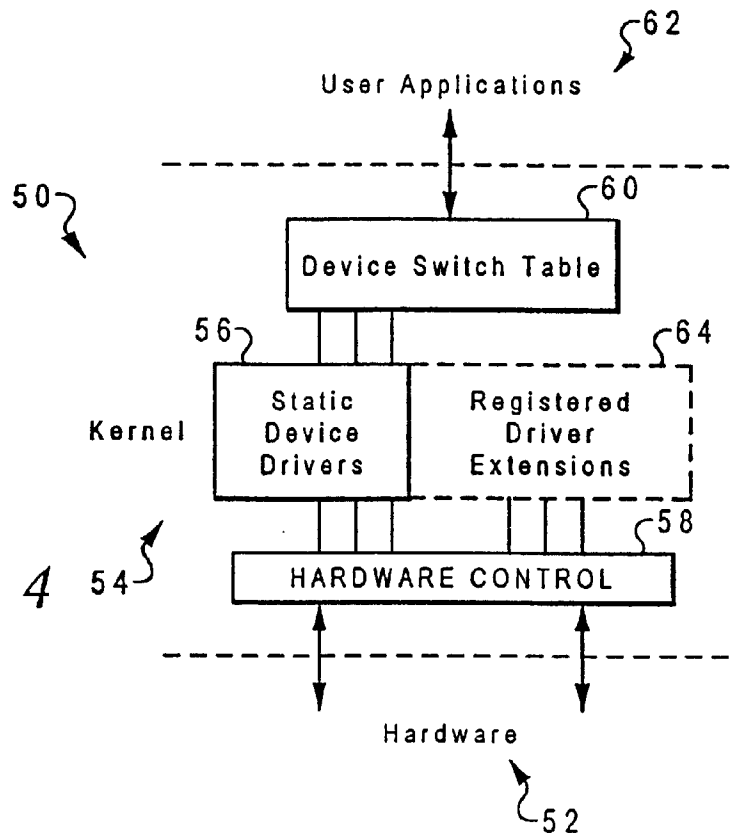 62
User Applications
50
60
Device Switch Table
56
64
Kernel
Static
Device
Drivers
Registered
Driver
Extensions
58
HARDWARE CONTROL
4
54
Hardware
52